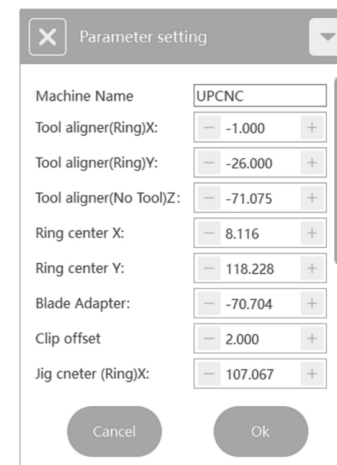 Parameter setting
Machine Name UPCNC
Tool aligner(Ring)X: -1.000
Tool aligner(Ring)Y: -26.000
Tool aligner(No Tool)Z: -71.075
Ring center X: 8.116
Ring center Y: 118.228
Blade Adapter: -70.704
Clip offset 2.000
Jig cneter (Ring)X: 107.067
Cancel Ok